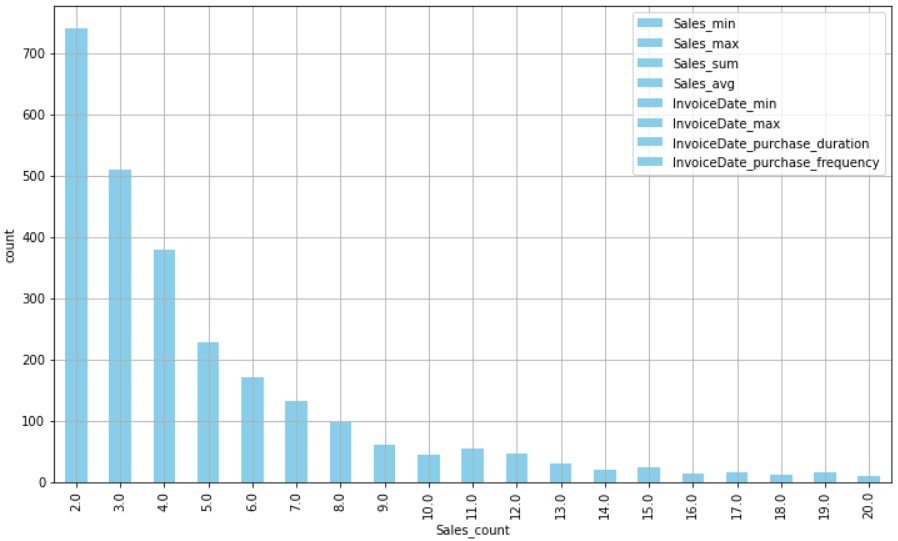 Sales_min
Sales_max
Sales_sum
Sales_avg
InvoiceDate_min
InvoiceDate_max
InvoiceDate_purchase_duration
InvoiceDate_purchase_frequency
700
600
500
400
300
200
100
0
count
2.0 3.0 4.0 5.0 6.0 7.0 8.0 9.0 10.0 11.0 12.0 13.0 14.0 15.0 16.0 17.0 18.0 19.0 20.0
Sales_count